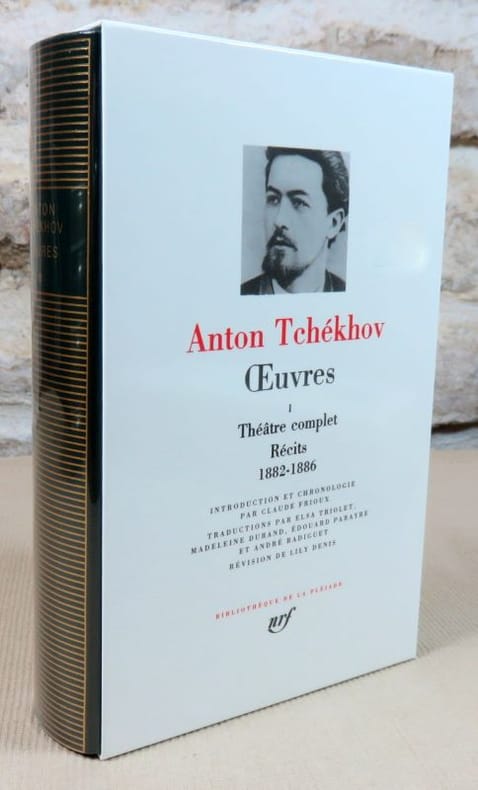 Anton Tchékhov
Œuvres
I
Théâtre complet
Récits
1882-1886
INTRODUCTION ET CHRONOLOGIE
PAR CLAUDE FRIOUX
TRADUCTIONS PAR ELSA TRIOLET,
MADELEINE DURAND, ÉDOUARD PARAYRE
ET ANDRÉ RADIGUET
RÉVISION DE LILY DENIS
BIBLIOTHÈQUE DE LA PLÉIADE
nrf